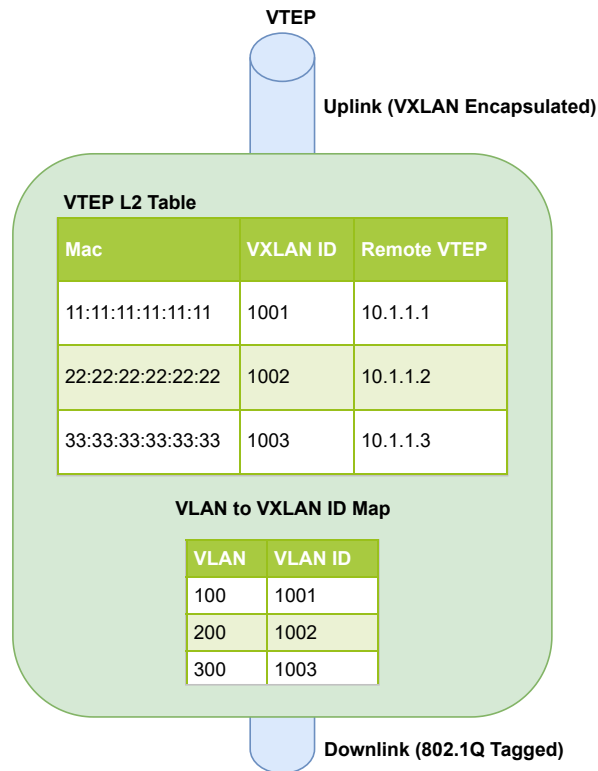 VTEP
Uplink (VXLAN Encapsulated)
VTEP L2 Table
Mac VXLAN ID Remote VTEP
11:11:11:11:11:11 1001 10.1.1.1
22:22:22:22:22:22 1002 10.1.1.2
33:33:33:33:33:33 1003 10.1.1.3
VLAN to VXLAN ID Map
VLAN VLAN ID
100 1001
200 1002
300 1003
Downlink (802.1Q Tagged)